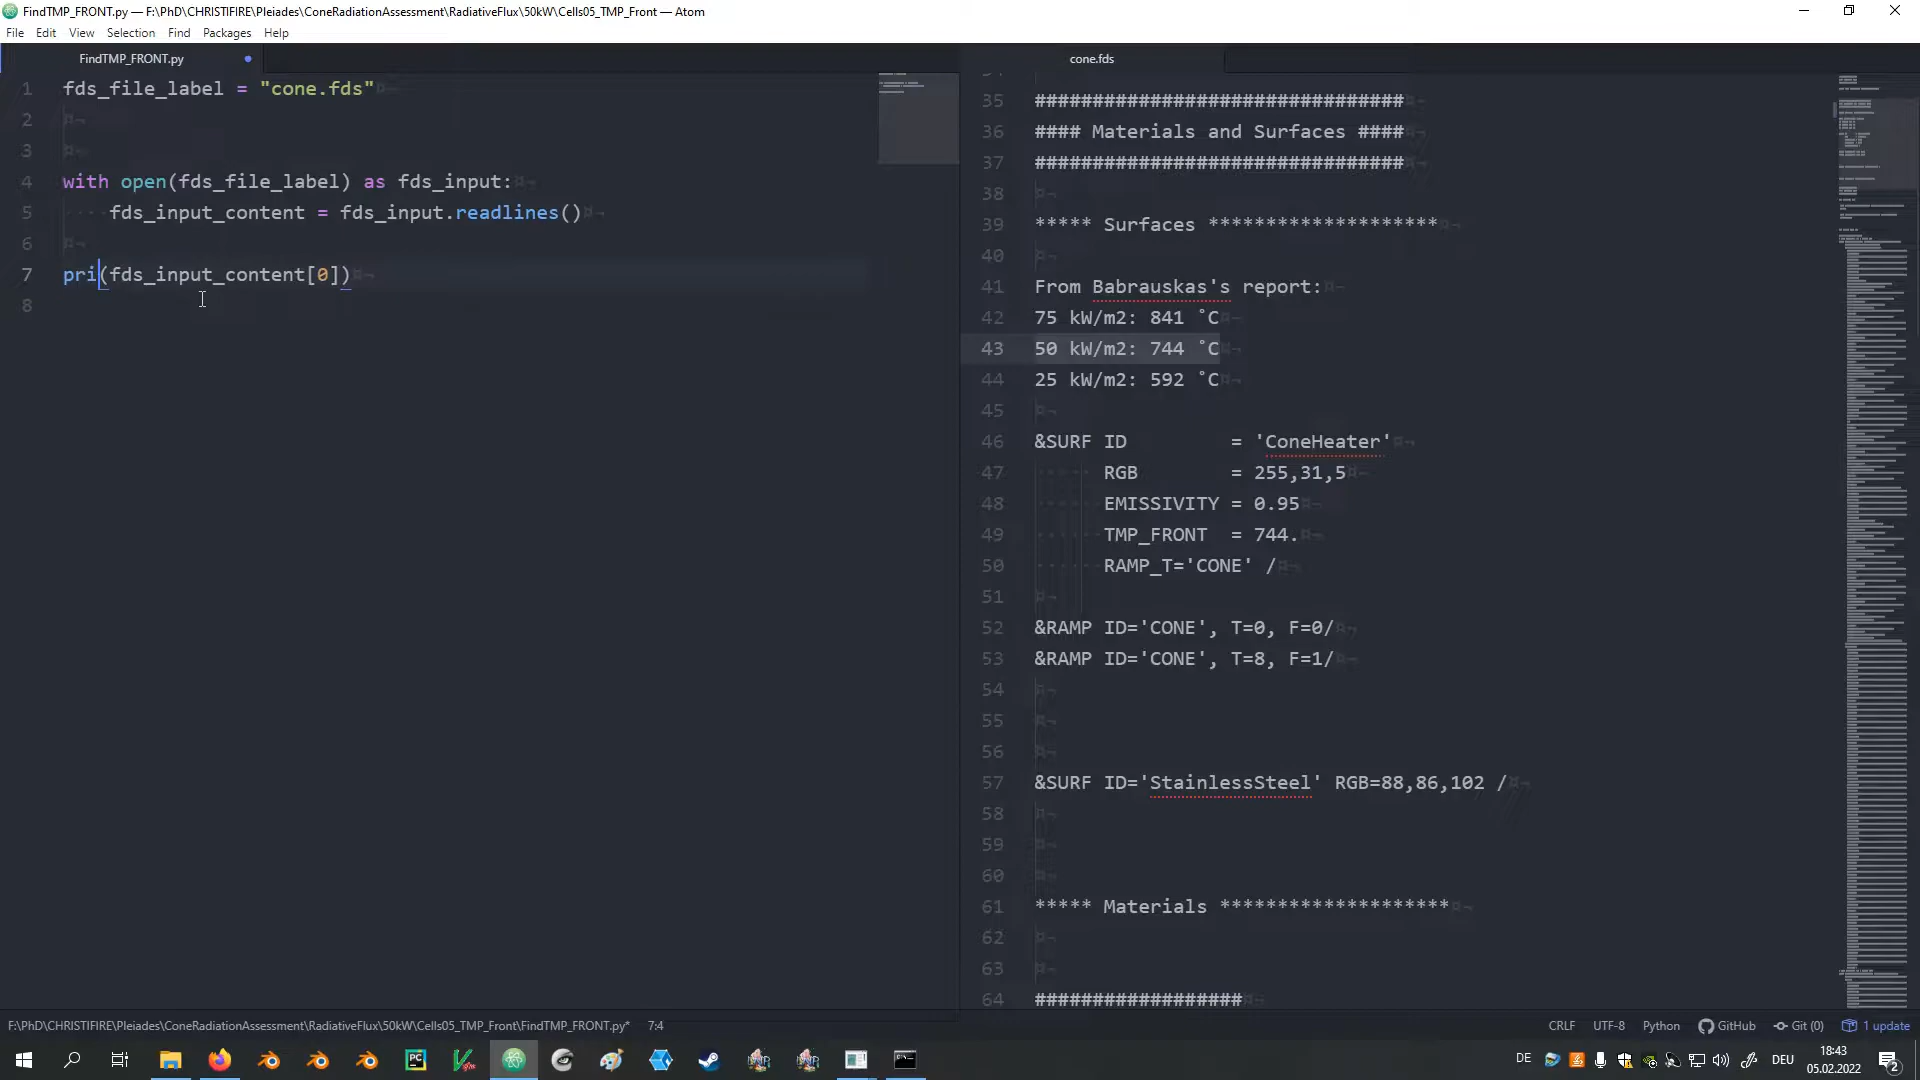 FindTMP_FRONT.py — F:\PhD\CHRISTIFIRE\Pleiades\ConeRadiationAssessment\RadiativeFlux\50kW\Cells05_TMP_Front — Atom
File Edit View Selection Find Packages Help
FindTMP_FRONT.py
1 fds_file_label = "cone.fds"
2
3
4 with open(fds_file_label) as fds_input:
5 fds_input_content = fds_input.readlines()
6
7 pri(fds_input_content[0])
8
cone.fds
35 ################################
36 #### Materials and Surfaces ####
37 ################################
38
39 ***** Surfaces ********************
40
41 From Babrauskas's report:
42 75 kW/m2: 841 °C
43 50 kW/m2: 744 °C
44 25 kW/m2: 592 °C
45
46 &SURF ID = 'ConeHeater'
47 RGB = 255,31,5
48 EMISSIVITY = 0.95
49 TMP_FRONT = 744.
50 RAMP_T='CONE' /
51
52 &RAMP ID='CONE', T=0, F=0/
53 &RAMP ID='CONE', T=8, F=1/
54
55
56
57 &SURF ID='StainlessSteel' RGB=88,86,102 /
58
59
60
61 ***** Materials ********************
62
63
64 ##################
F:\PhD\CHRISTIFIRE\Pleiades\ConeRadiationAssessment\RadiativeFlux\50kW\Cells05_TMP_Front\FindTMP_FRONT.py* 7:4
CRLF UTF-8 Python GitHub Git (0) 1 update
DE DEU 18:43
05.02.2022
2